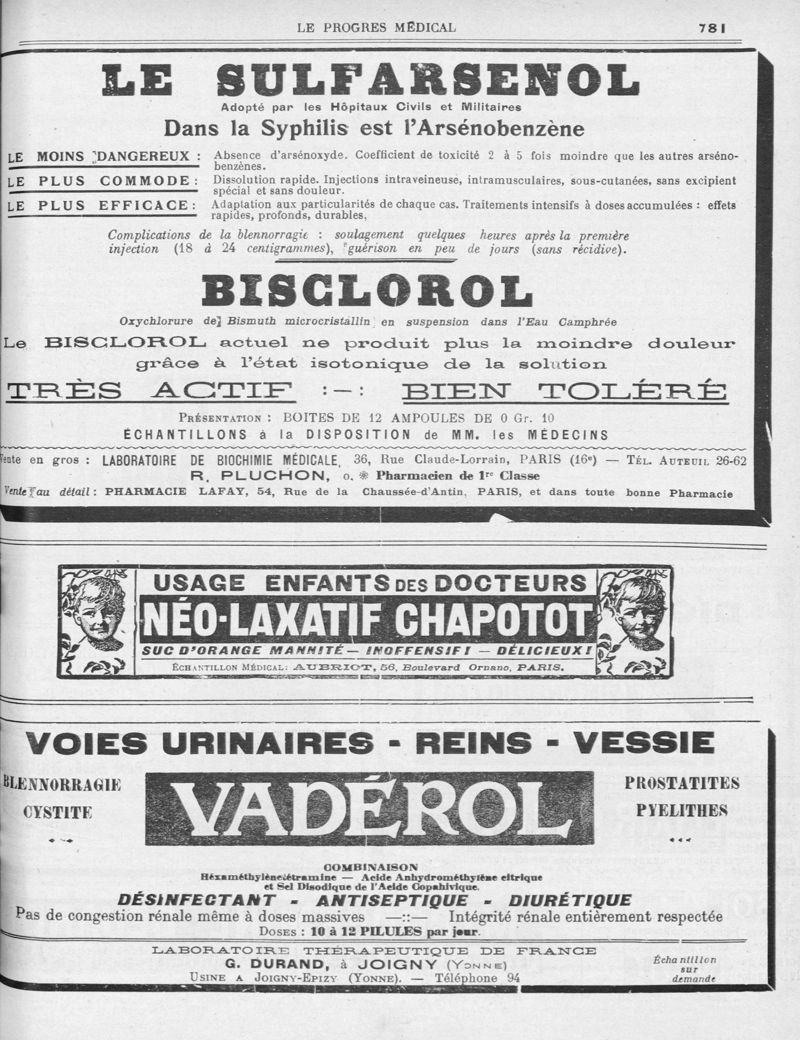 LE PROGRES MÉDICAL 781
LE SULFARSENOL
Adopté par les Hôpitaux Civils et Militaires
Dans la Syphilis est l'Arsénobenzène
LE MOINS DANGEREUX : Absence d'arsénoxyde. Coefficient de toxicité 2 à 5 fois moindre que les autres arséno-
benzènes.
LE PLUS COMMODE : Dissolution rapide. Injections intraveineuse, intramusculaires, sous-cutanées, sans excipient
spécial et sans douleur.
LE PLUS EFFICACE : Adaptation aux particularités de chaque cas. Traitements intensifs à doses accumulées : effets
rapides, profonds, durables,
Complications de la blennorragie : soulagement quelques heures après la première
injection (18 à 24 centigrammes), guérison en peu de jours (sans récidive).
BISCLOROL
Oxychlorure de Bismuth microcristallin en suspension dans l'Eau Camphrée
Le BISCLOROL actuel ne produit plus la moindre douleur
grâce à l'état isotonique de la solution
TRÈS ACTIF :-: BIEN TOLÉRÉ
PRÉSENTATION : BOITES DE 12 AMPOULES DE 0 Gr. 10
ÉCHANTILLONS à la DISPOSITION de MM. les MÉDECINS
Vente en gros : LABORATOIRE DE BIOCHIMIE MÉDICALE, 36, Rue Claude-Lorrain, PARIS (16e) — TÉL. AUTEUIL 26-62
R. PLUCHON, O. ❋ Pharmacien de 1re Classe
Vente au détail : PHARMACIE LAFAY, 54, Rue de la Chaussée-d'Antin, PARIS, et dans toute bonne Pharmacie
USAGE ENFANTS DES DOCTEURS
NÉO-LAXATIF CHAPOTOT
SUC D'ORANGE MANNITÉ — INOFFENSIF ! — DÉLICIEUX !
ÉCHANTILLON MÉDICAL: AUBRIOT, 56, Boulevard Ornano, PARIS.
VOIES URINAIRES - REINS - VESSIE
BLENNORRAGIE
CYSTITE
VADÉROL
PROSTATITES
PYELITHES
COMBINAISON
Héxaméthylènetétramine — Acide Anhydrométhylène citrique
et Sel Disodique de l'Acide Copahivique.
DÉSINFECTANT - ANTISEPTIQUE - DIURÉTIQUE
Pas de congestion rénale même à doses massives —::— Intégrité rénale entièrement respectée
DOSES : 10 à 12 PILULES par jour.
LABORATOIRE THÉRAPEUTIQUE DE FRANCE
G. DURAND, à JOIGNY (YONNE)
USINE A JOIGNY-EPIZY (YONNE). — Téléphone 94
Échantillon
sur
demande